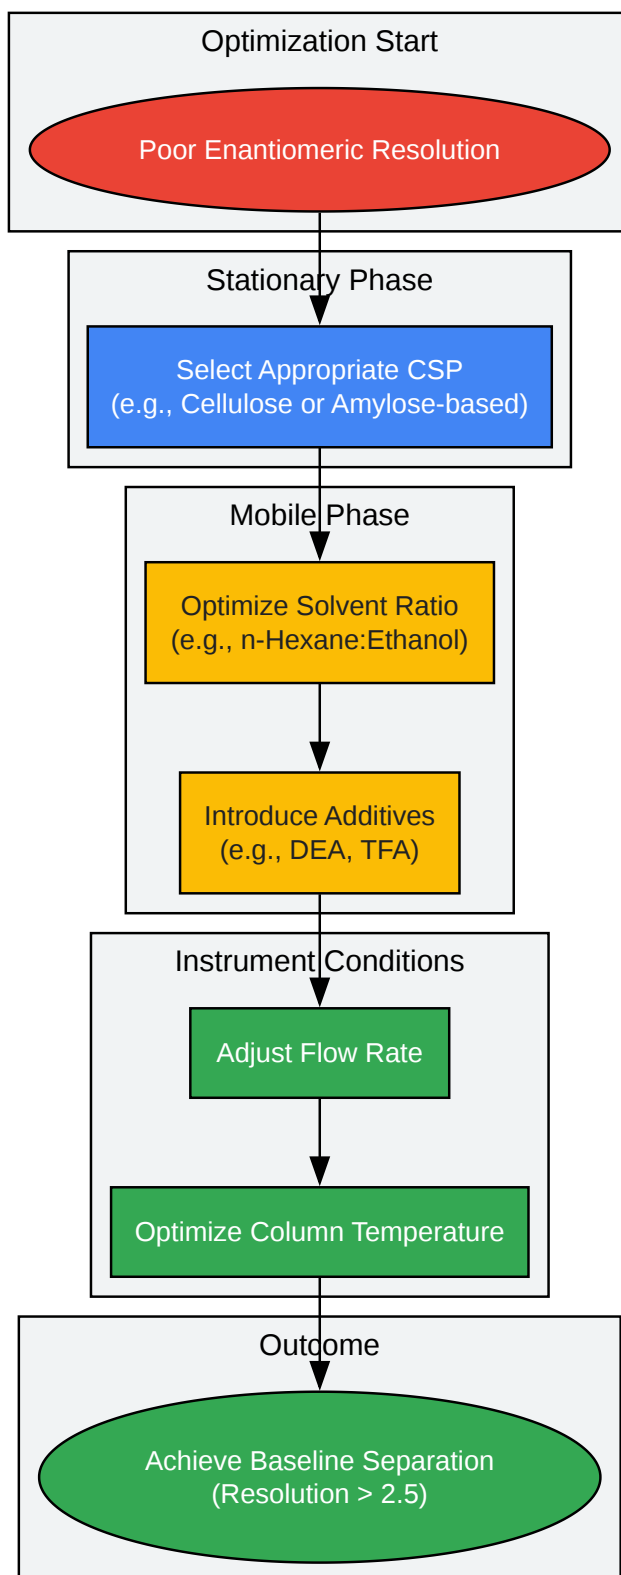 Optimization Start
Poor Enantiomeric Resolution
Stationary Phase
Select Appropriate CSP
(e.g., Cellulose or Amylose-based)
Mobile Phase
Optimize Solvent Ratio
(e.g., n-Hexane:Ethanol)
Introduce Additives
(e.g., DEA, TFA)
Instrument Conditions
Adjust Flow Rate
Optimize Column Temperature
Outcome
Achieve Baseline Separation
(Resolution > 2.5)